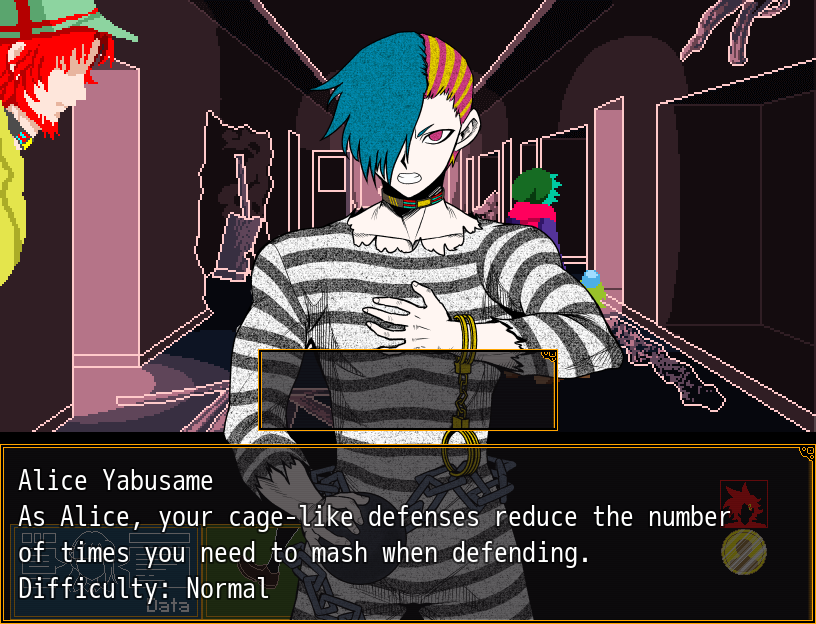 Alice Yabusame
As Alice, your cage-like defenses reduce the number
of times you need to mash when defending.
Difficulty: Normal
Data